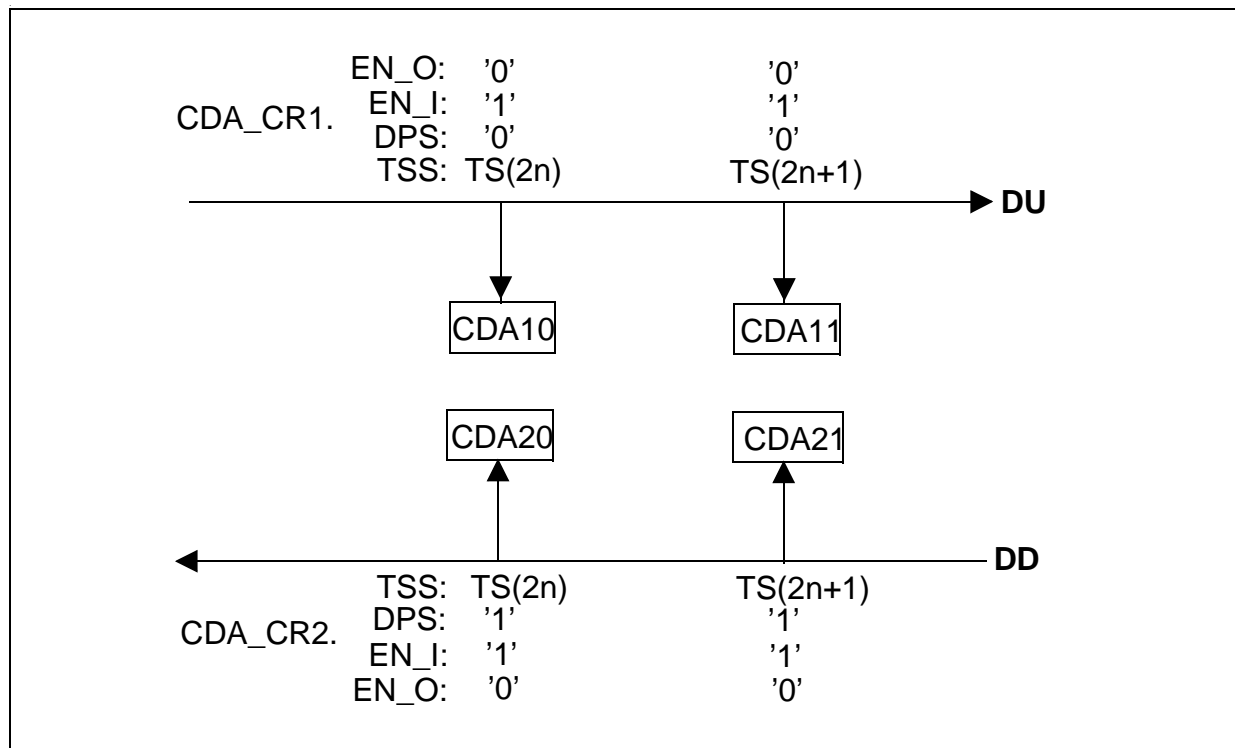 EN_O: ’0’ ’0’
EN_I: ’1’ ’1’
CDA_CR1.
DPS: ’0’ ’0’
TSS: TS(2n) TS(2n+1)
DU
CDA10 CDA11
CDA20 CDA21
DD
TSS: TS(2n) TS(2n+1)
DPS: ’1’ ’1’
CDA_CR2.
EN_I: ’1’ ’1’
EN_O: ’0’ ’0’